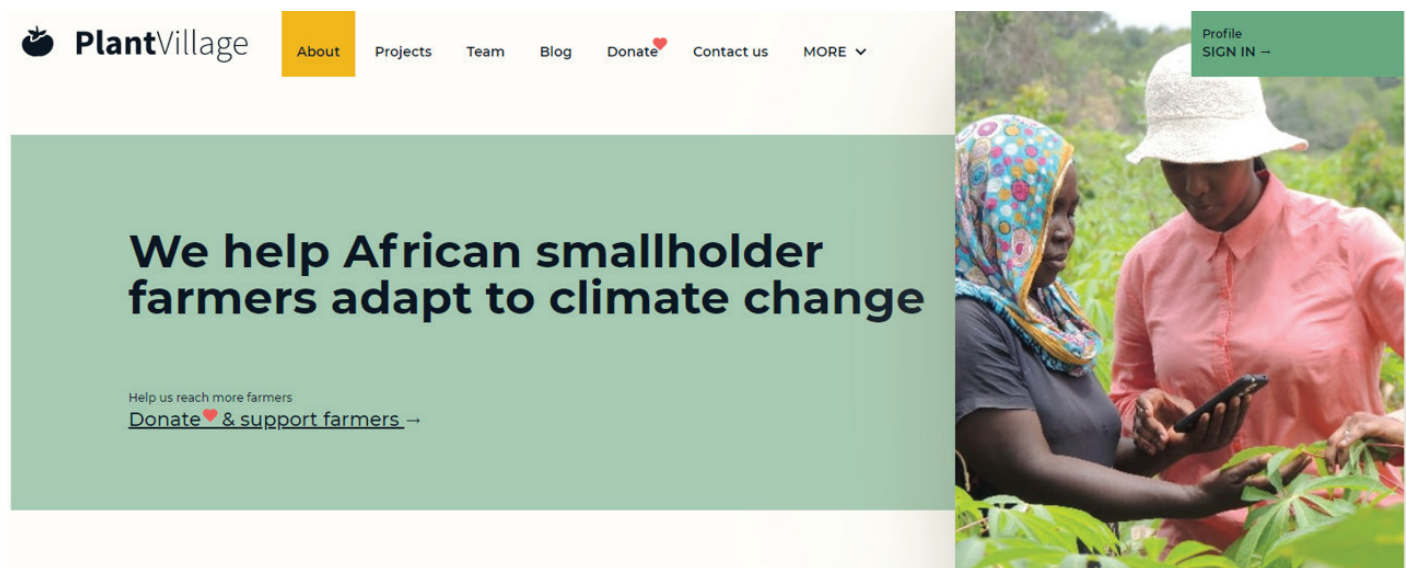 PlantVillage
About
Projects
Team
Blog
Donate
Contact us
MORE
Profile
SIGN IN →
We help African smallholder
farmers adapt to climate change
Help us reach more farmers
Donate & support farmers →